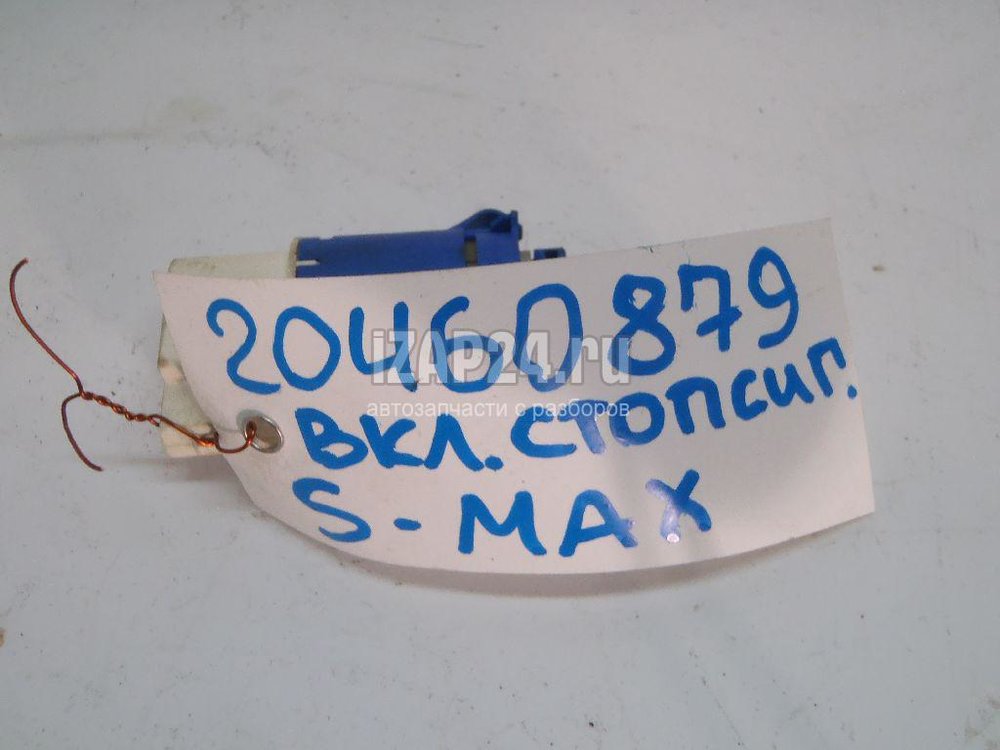 20460879
iZAP24.ru
автозапчасти с разборов
вкл. стопсиг.
S-MAX